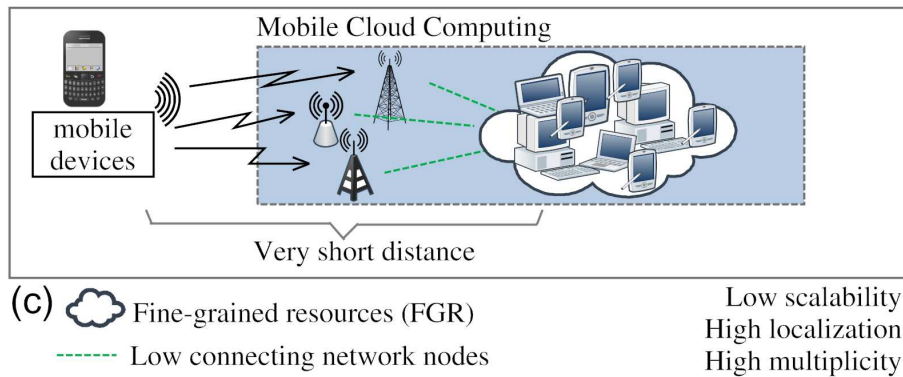 Mobile Cloud Computing
mobile
devices
Very short distance
(c)
Fine-grained resources (FGR)
Low connecting network nodes
Low scalability
High localization
High multiplicity